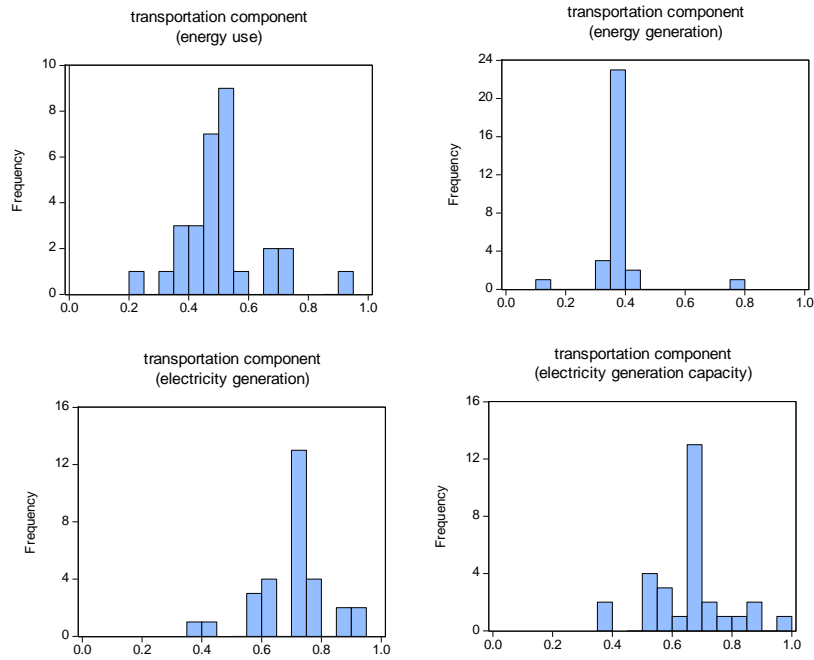 transportation component
(energy use)
Frequency
10
8
6
4
2
0
0.0 0.2 0.4 0.6 0.8 1.0
transportation component
(energy generation)
Frequency
24
20
16
12
8
4
0
0.0 0.2 0.4 0.6 0.8 1.0
transportation component
(electricity generation)
Frequency
16
12
8
4
0
0.0 0.2 0.4 0.6 0.8 1.0
transportation component
(electricity generation capacity)
Frequency
16
12
8
4
0
0.0 0.2 0.4 0.6 0.8 1.0